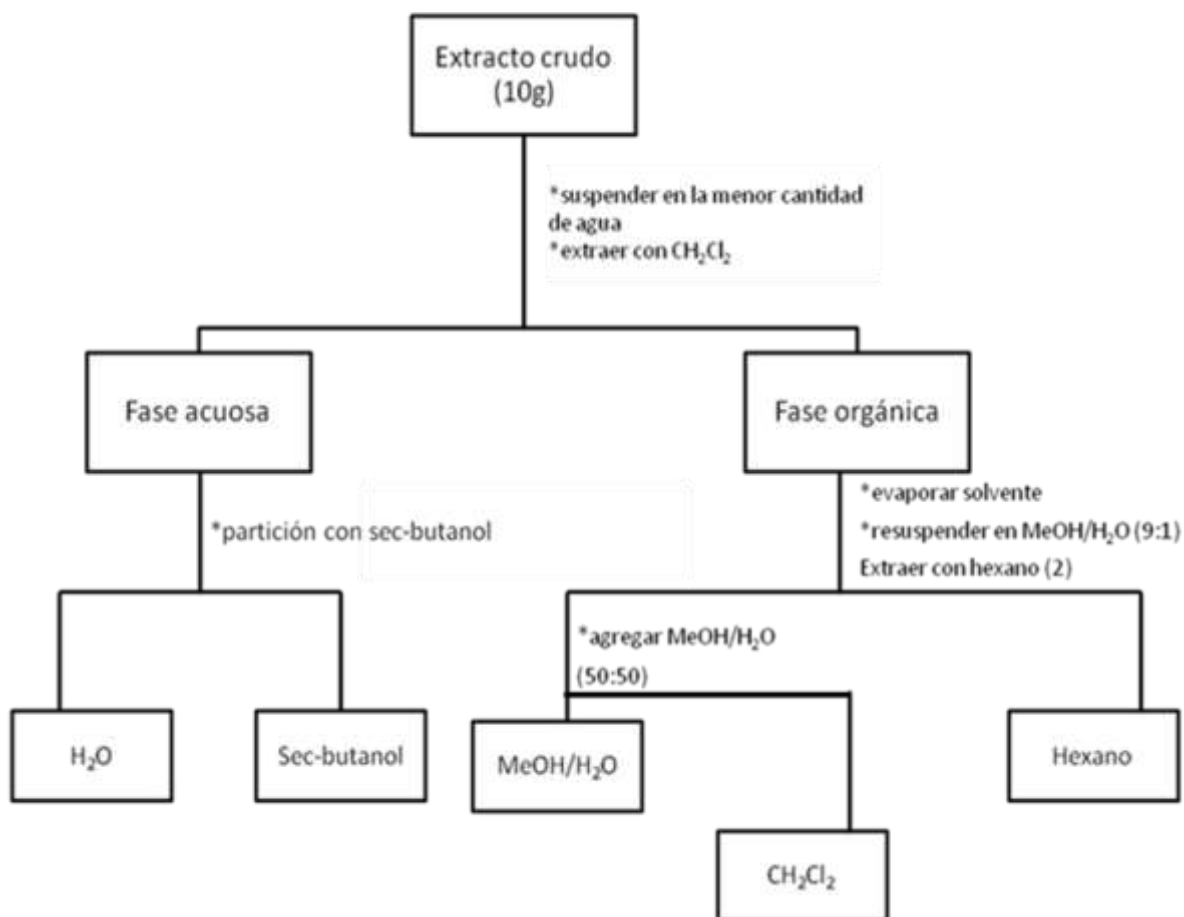 Extracto crudo
(10g)
*suspender en la menor cantidad
de agua
*extraer con CH₂Cl₂
Fase acuosa
Fase orgánica
*partición con sec-butanol
*evaporar solvente
*resuspender en MeOH/H₂O (9:1)
Extraer con hexano (2)
*agregar MeOH/H₂O
(50:50)
H₂O
Sec-butanol
MeOH/H₂O
Hexano
CH₂Cl₂